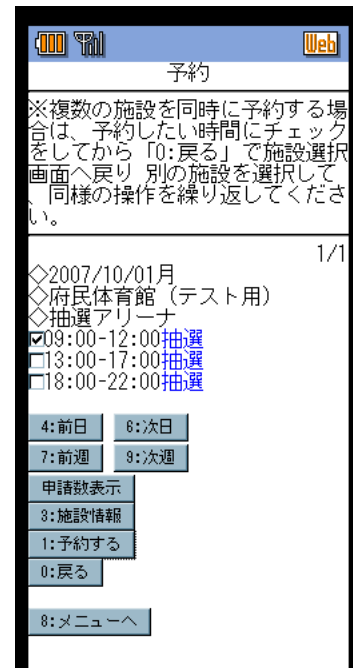 Web
予約
※複数の施設を同時に予約する場
合は、予約したい時間にチェック
をしてから「0:戻る」で施設選択
画面へ戻り 別の施設を選択して
、同様の操作を繰り返してくださ
い。
1/1
◇2007/10/01月
◇府民体育館（テスト用）
◇抽選アリーナ
09:00-12:00抽選
13:00-17:00抽選
18:00-22:00抽選
4:前日 6:次日
7:前週 9:次週
申請数表示
3:施設情報
1:予約する
0:戻る
8:メニューへ